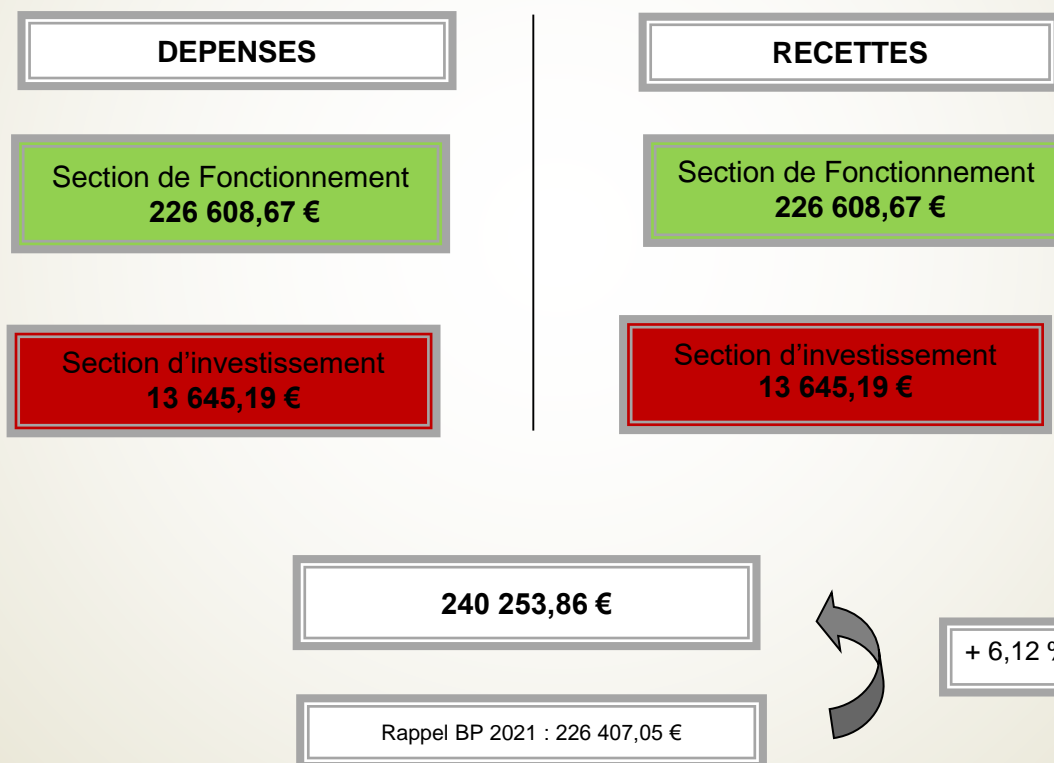 DEPENSES
Section de Fonctionnement
226 608,67 €
Section d'investissement
13 645,19 €
RECETTES
Section de Fonctionnement
226 608,67 €
Section d'investissement
13 645,19 €
240 253,86 €
+ 6,12 %
Rappel BP 2021 : 226 407,05 €